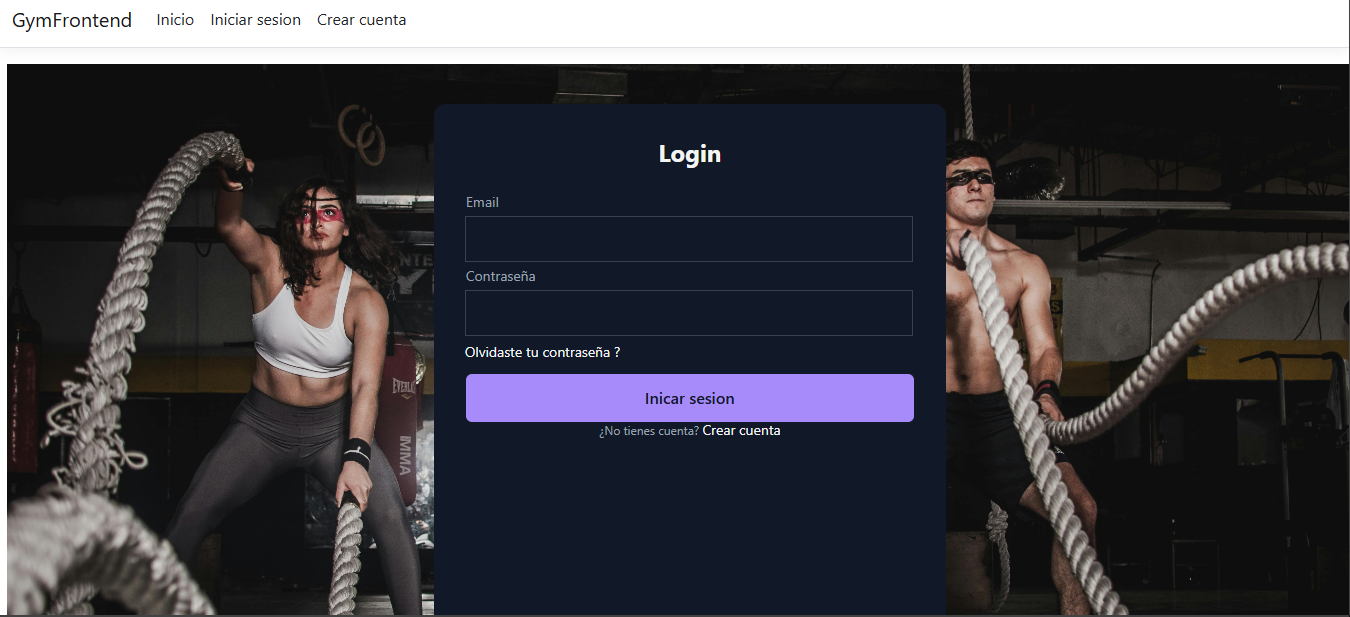 GymFrontend Inicio Iniciar sesion Crear cuenta
Login
Email
Contraseña
Olvidaste tu contraseña ?
Inicar sesion
¿No tienes cuenta? Crear cuenta
EVERLAST
MMA